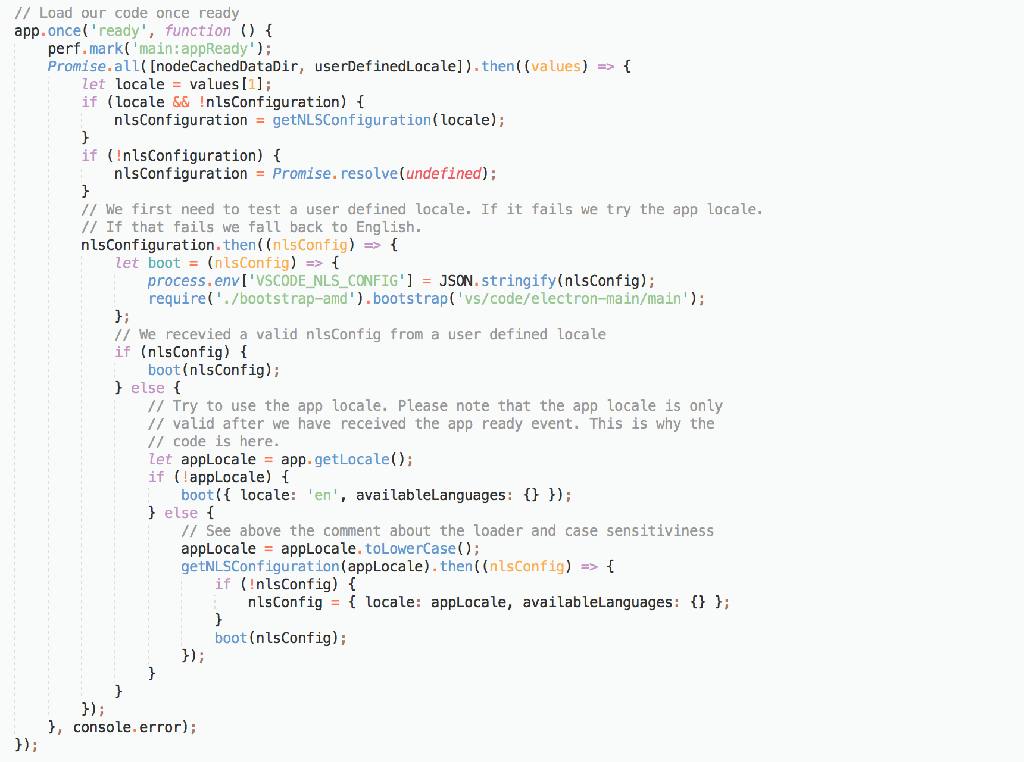 // Load our code once ready
app.once('ready', function () {
    perf.mark('main:appReady');
    Promise.all([nodeCachedDataDir, userDefinedLocale]).then((values) => {
        let locale = values[1];
        if (locale && !nlsConfiguration) {
            nlsConfiguration = getNLSConfiguration(locale);
        }
        if (!nlsConfiguration) {
            nlsConfiguration = Promise.resolve(undefined);
        }
        // We first need to test a user defined locale. If it fails we try the app locale.
        // If that fails we fall back to English.
        nlsConfiguration.then((nlsConfig) => {
            let boot = (nlsConfig) => {
                process.env['VSCODE_NLS_CONFIG'] = JSON.stringify(nlsConfig);
                require('./bootstrap-amd').bootstrap('vs/code/electron-main/main');
            };
            // We recevied a valid nlsConfig from a user defined locale
            if (nlsConfig) {
                boot(nlsConfig);
            } else {
                // Try to use the app locale. Please note that the app locale is only
                // valid after we have received the app ready event. This is why the
                // code is here.
                let appLocale = app.getLocale();
                if (!appLocale) {
                    boot({ locale: 'en', availableLanguages: {} });
                } else {
                    // See above the comment about the loader and case sensitiviness
                    appLocale = appLocale.toLowerCase();
                    getNLSConfiguration(appLocale).then((nlsConfig) => {
                        if (!nlsConfig) {
                            nlsConfig = { locale: appLocale, availableLanguages: {} };
                        }
                        boot(nlsConfig);
                    });
                }
            }
        });
    }, console.error);
});